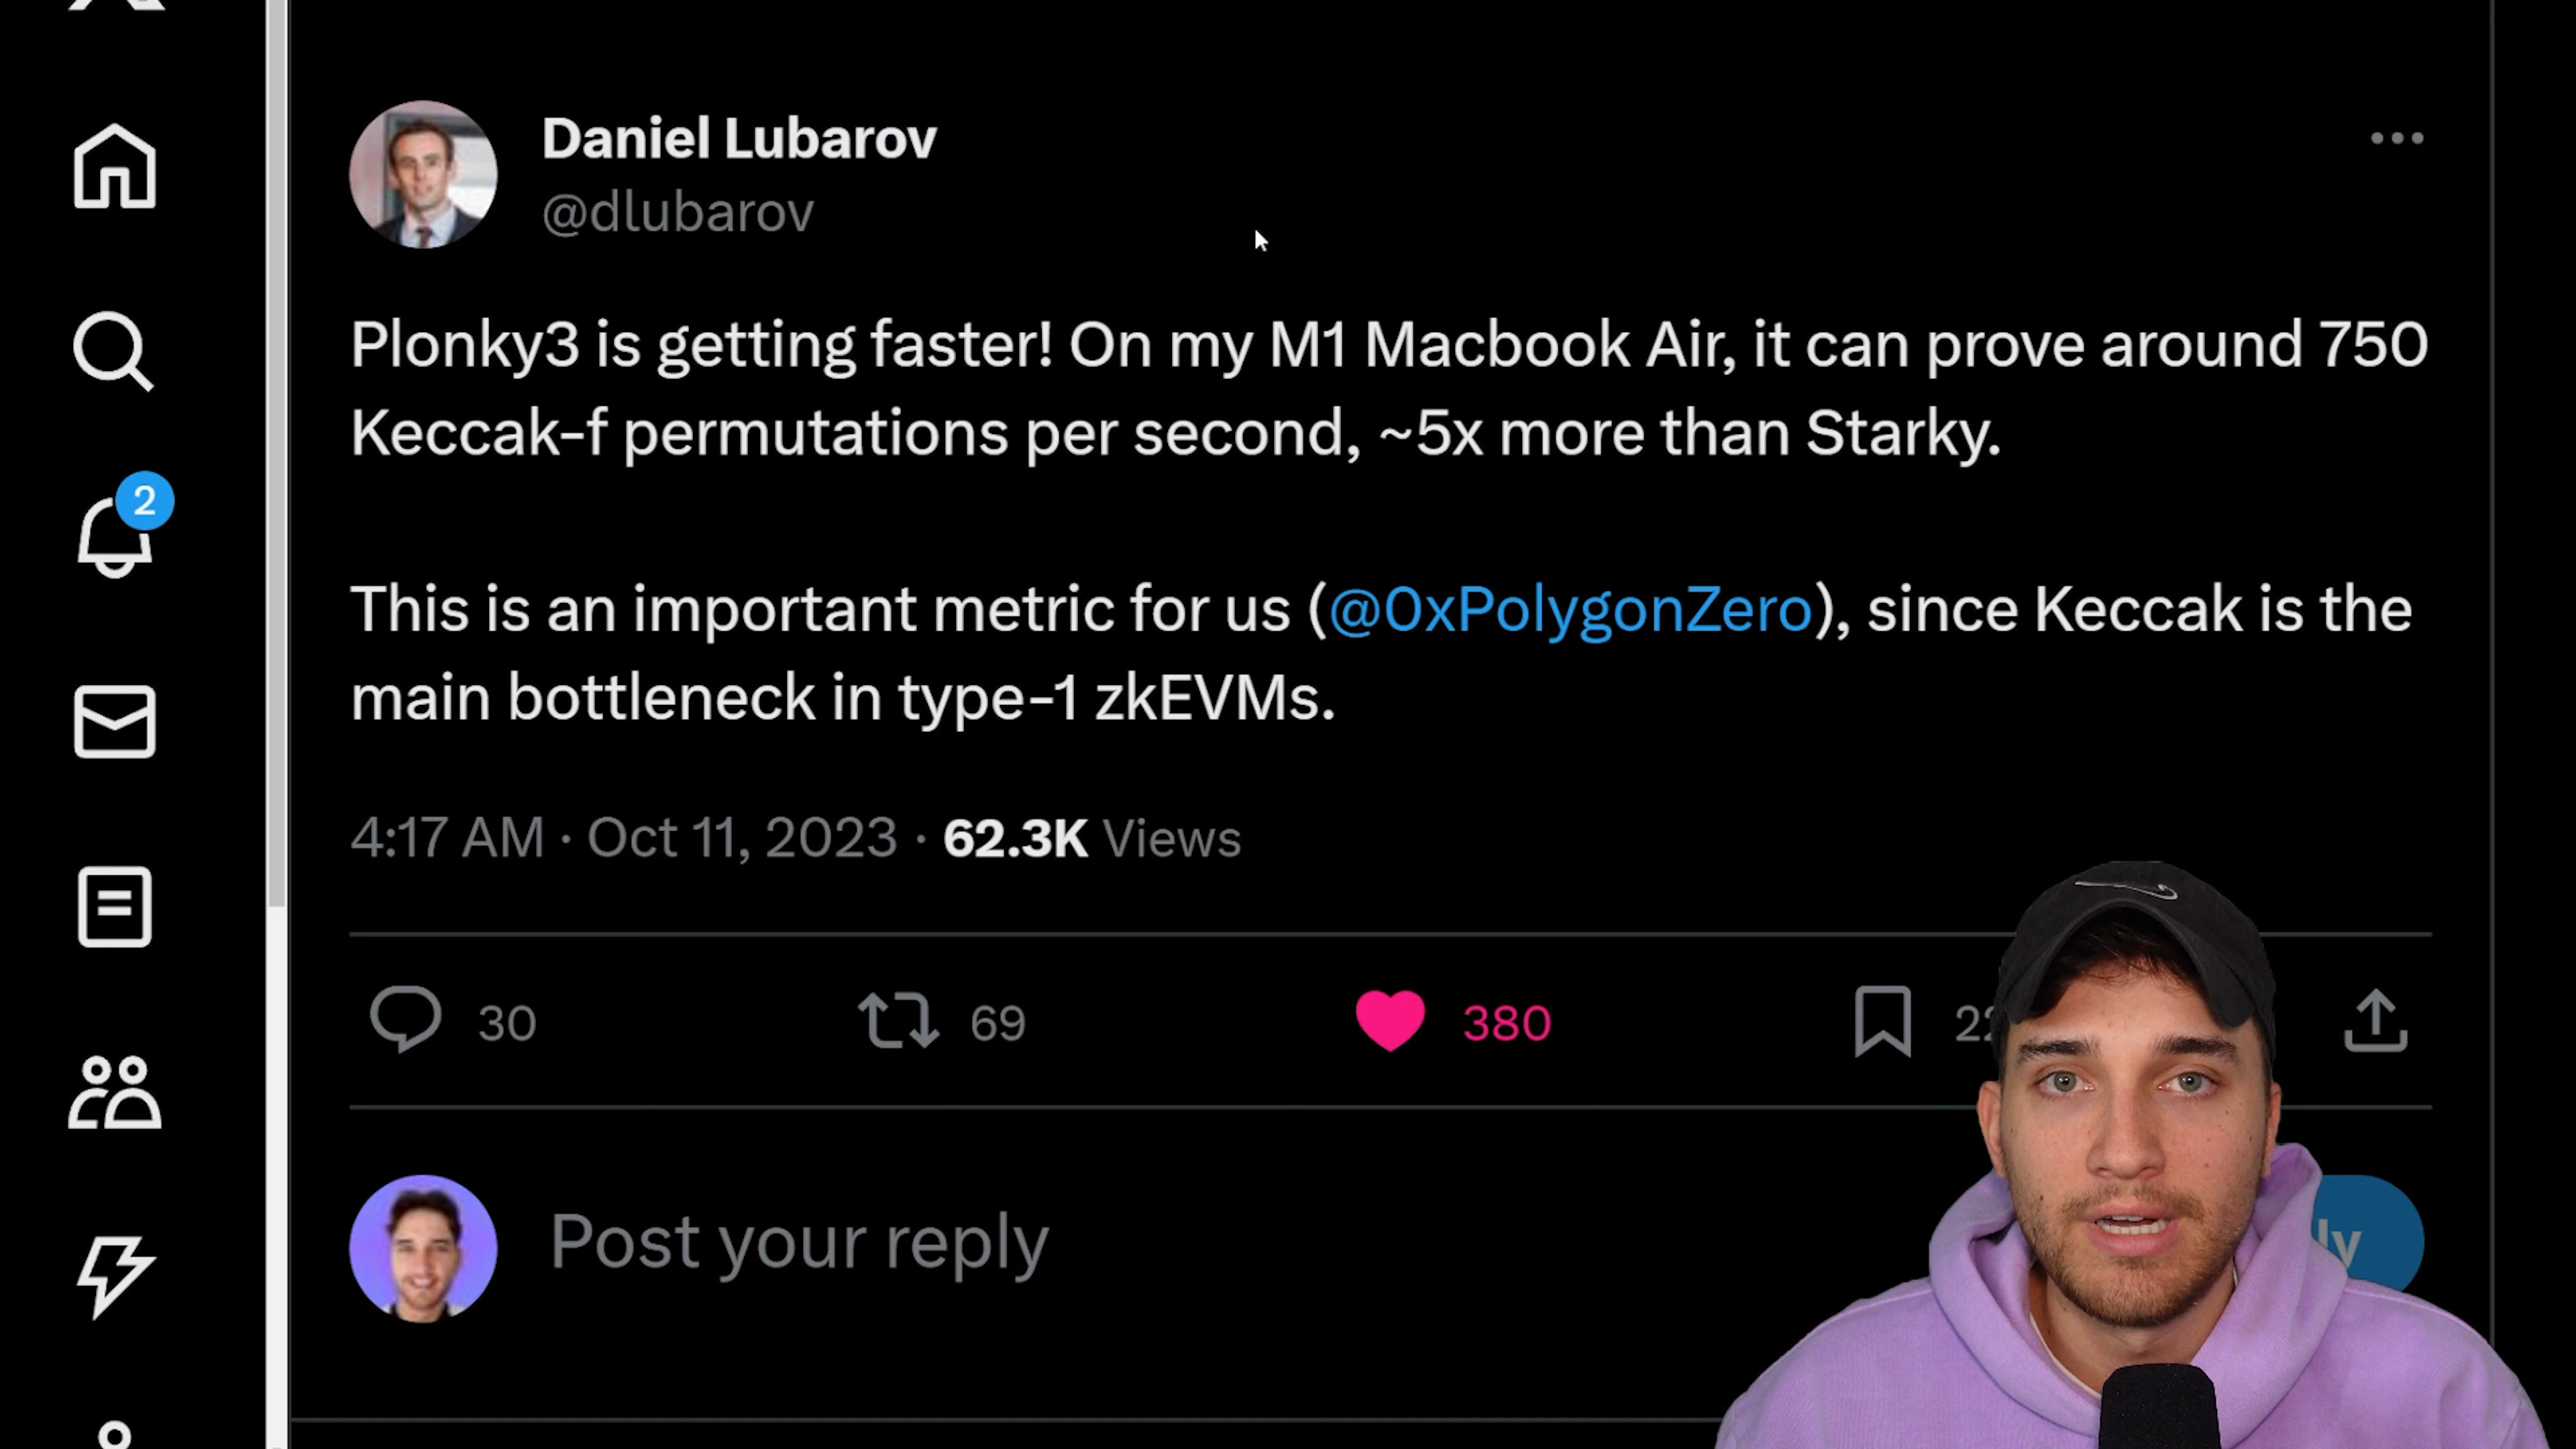 Daniel Lubarov
@dlubarov
Plonky3 is getting faster! On my M1 Macbook Air, it can prove around 750
Keccak-f permutations per second, ~5x more than Starky.
This is an important metric for us (@0xPolygonZero), since Keccak is the
main bottleneck in type-1 zkEVMs.
4:17 AM · Oct 11, 2023 · 62.3K Views
30 69 380
2
Post your reply